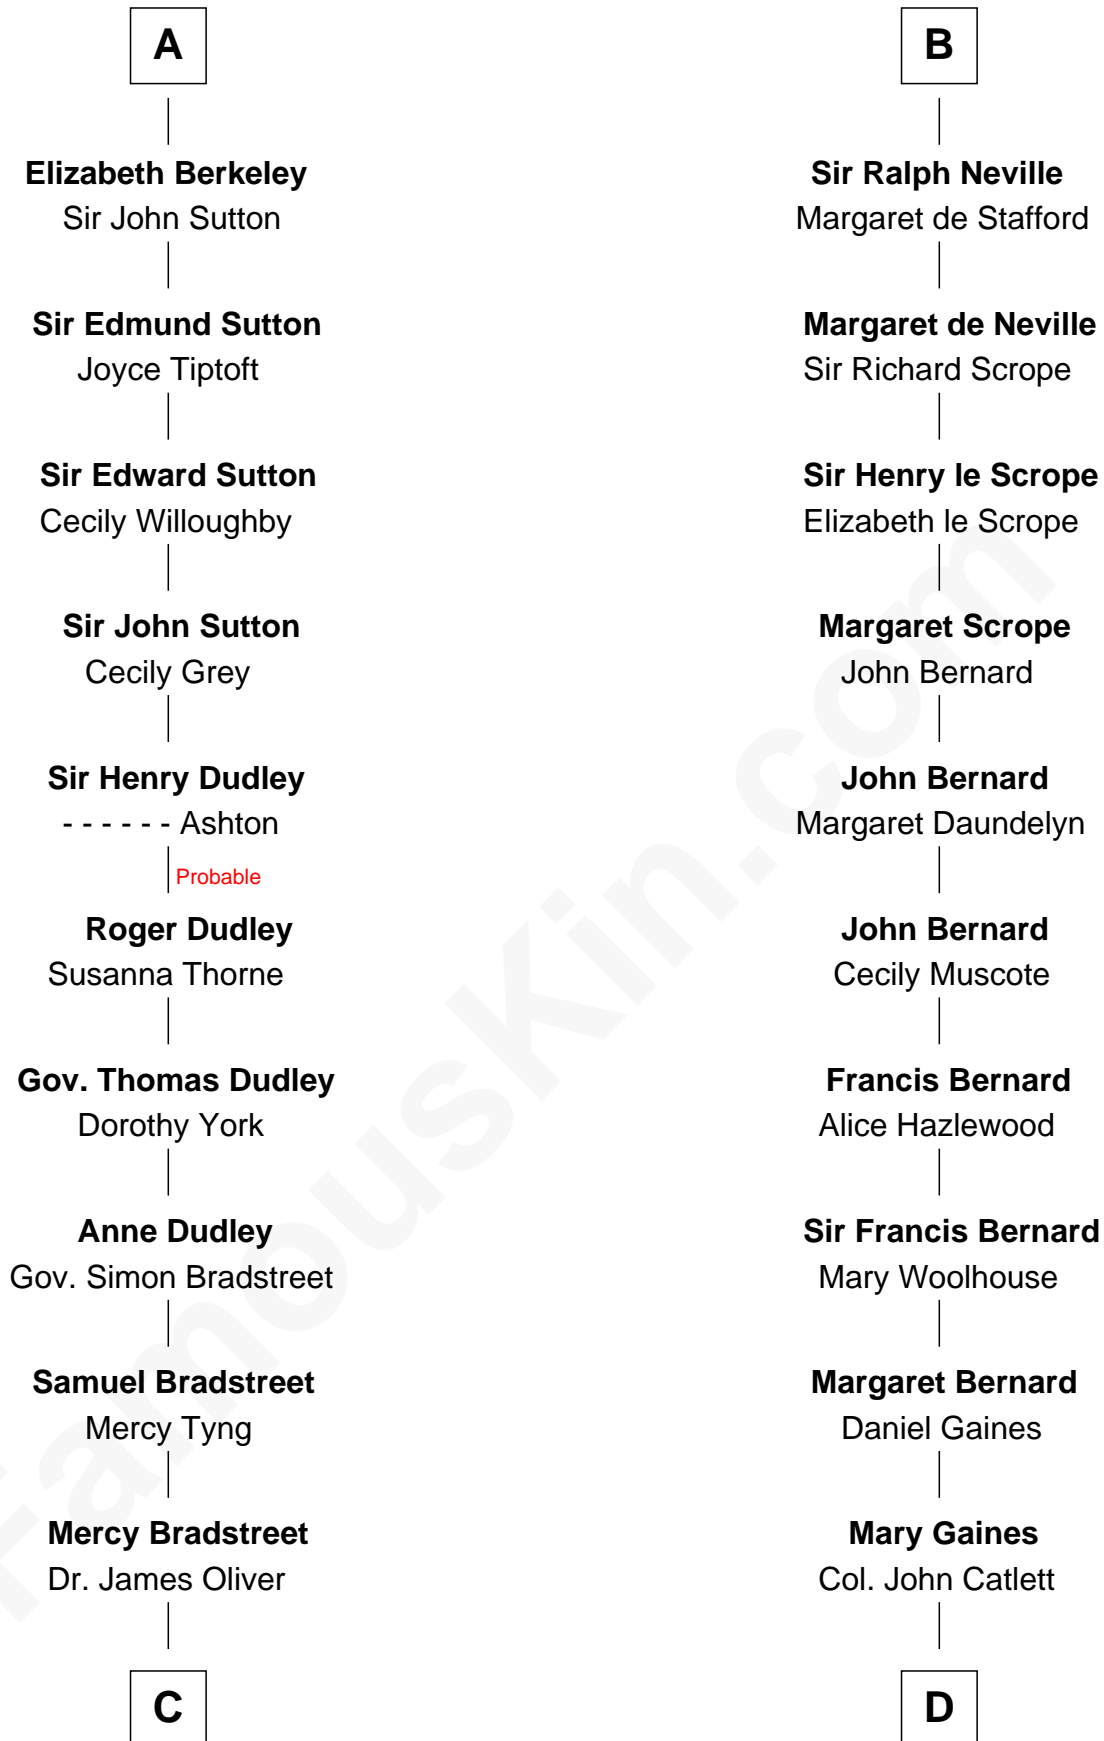 A
Elizabeth Berkeley
Sir John Sutton
Sir Edmund Sutton
Joyce Tiptoft
Sir Edward Sutton
Cecily Willoughby
Sir John Sutton
Cecily Grey
Sir Henry Dudley
- - - - - - Ashton
Probable
Roger Dudley
Susanna Thorne
Gov. Thomas Dudley
Dorothy York
Anne Dudley
Gov. Simon Bradstreet
Samuel Bradstreet
Mercy Tyng
Mercy Bradstreet
Dr. James Oliver
C
B
Sir Ralph Neville
Margaret de Stafford
Margaret de Neville
Sir Richard Scrope
Sir Henry le Scrope
Elizabeth le Scrope
Margaret Scrope
John Bernard
John Bernard
Margaret Daundelyn
John Bernard
Cecily Muscote
Francis Bernard
Alice Hazlewood
Sir Francis Bernard
Mary Woolhouse
Margaret Bernard
Daniel Gaines
Mary Gaines
Col. John Catlett
D
FamousKin.com